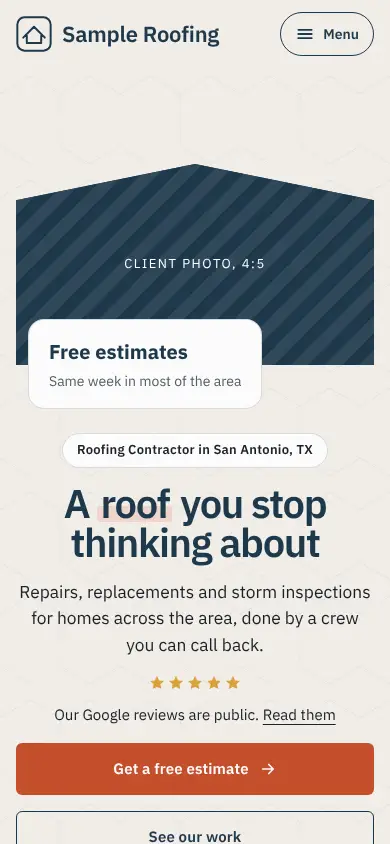 Sample Roofing
Menu
CLIENT PHOTO, 4:5
Free estimates
Same week in most of the area
Roofing Contractor in San Antonio, TX
A roof you stop
thinking about
Repairs, replacements and storm inspections
for homes across the area, done by a crew
you can call back.
Our Google reviews are public. Read them
Get a free estimate →
See our work